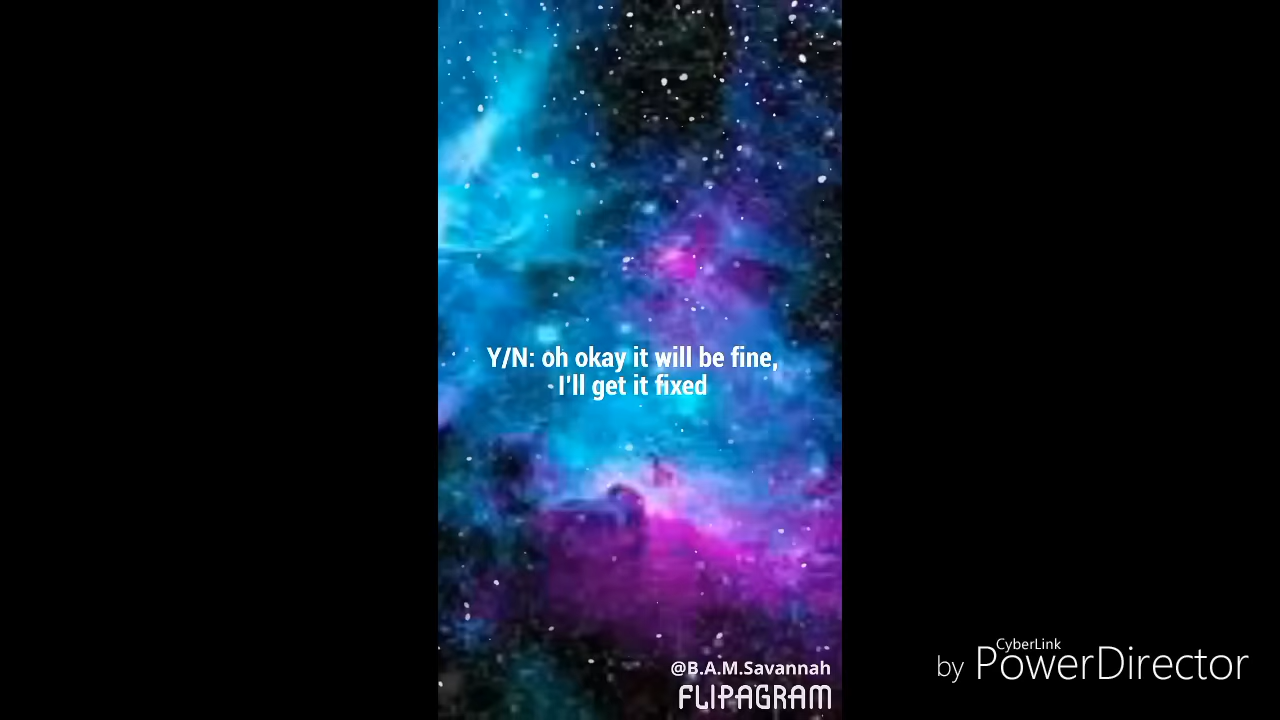 Y/N: oh okay it will be fine,
I'll get it fixed
@B.A.M.Savannah
FLIPAGRAM
CyberLink
by PowerDirector